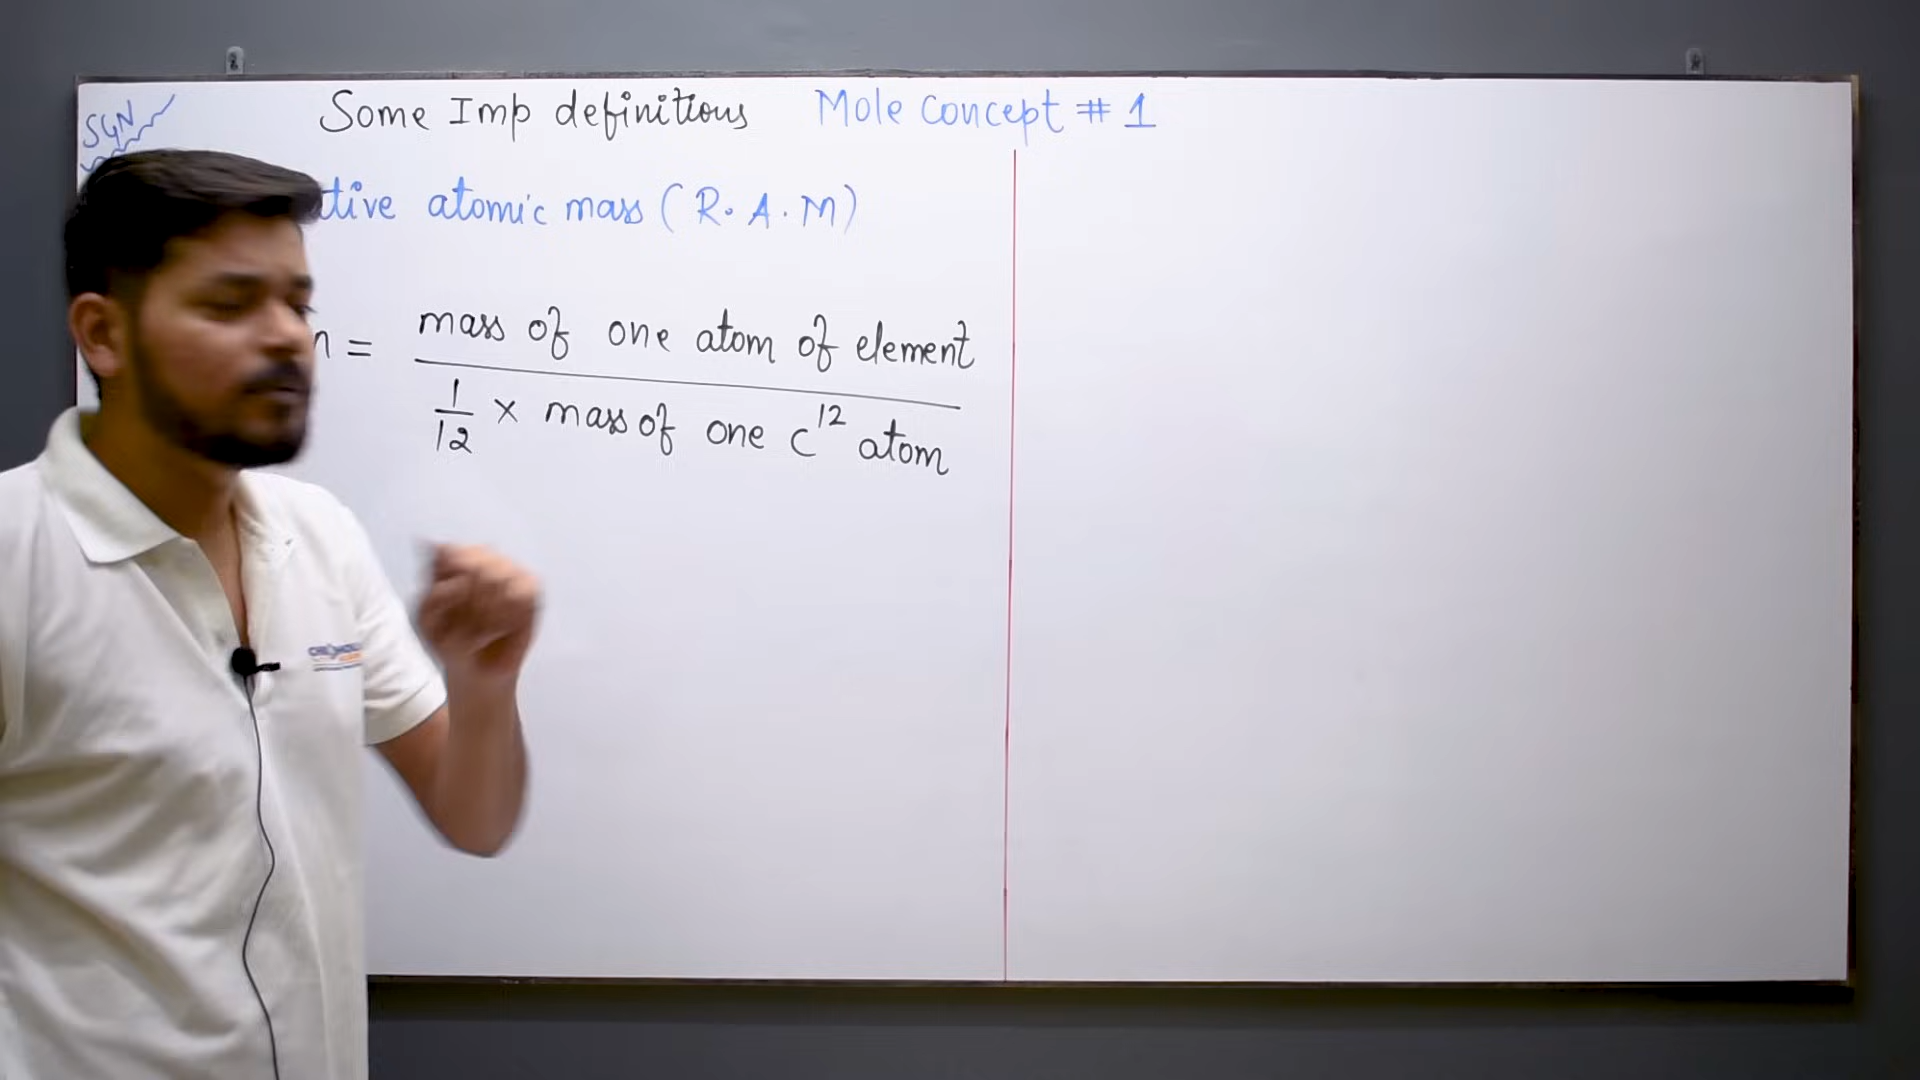 SGN
Some Imp definitions Mole Concept # 1
tive atomic mass (R.A.M)
= mass of one atom of element
1/12 × mass of one C¹² atom